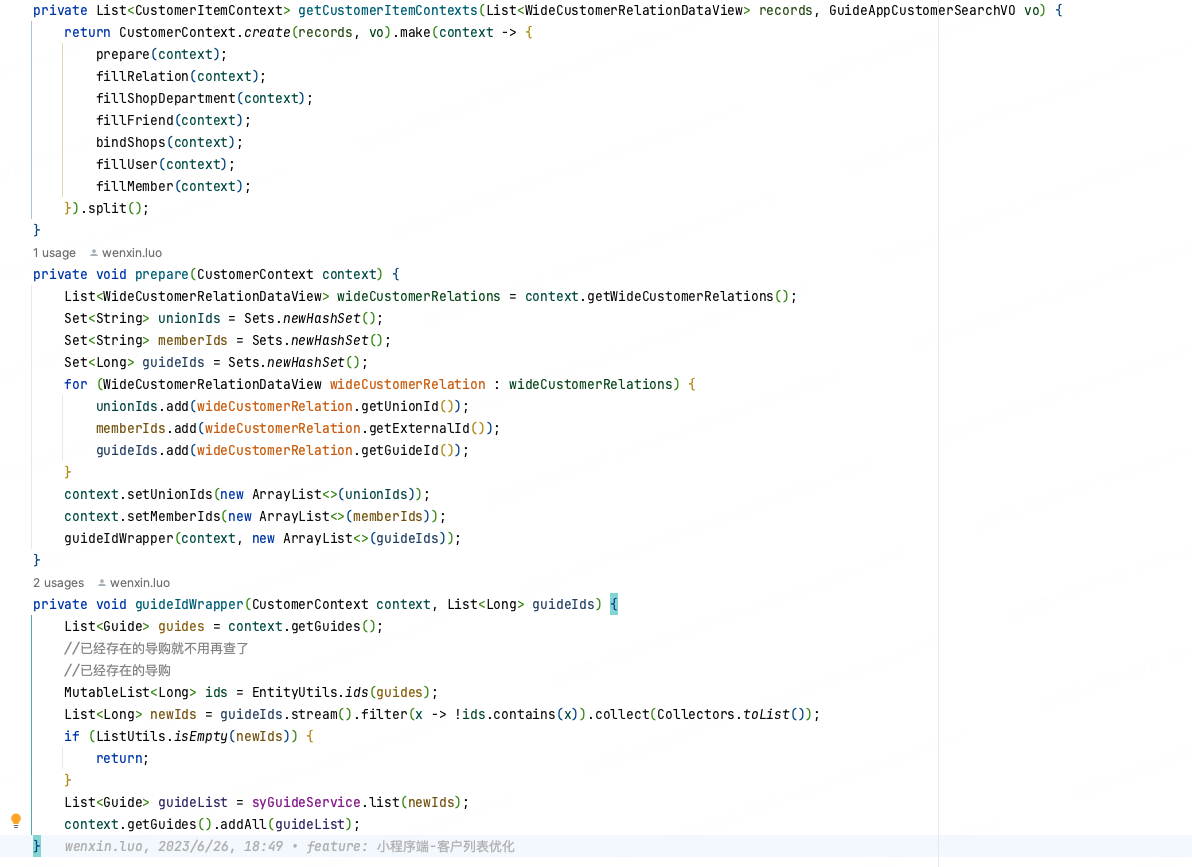 private List<CustomerItemContext> getCustomerItemContexts(List<WideCustomerRelationDataView> records, GuideAppCustomerSearchVO vo) {
    return CustomerContext.create(records, vo).make(context -> {
        prepare(context);
        fillRelation(context);
        fillShopDepartment(context);
        fillFriend(context);
        bindShops(context);
        fillUser(context);
        fillMember(context);
    }).split();
}
1 usage wenxin.luo
private void prepare(CustomerContext context) {
    List<WideCustomerRelationDataView> wideCustomerRelations = context.getWideCustomerRelations();
    Set<String> unionIds = Sets.newHashSet();
    Set<String> memberIds = Sets.newHashSet();
    Set<Long> guideIds = Sets.newHashSet();
    for (WideCustomerRelationDataView wideCustomerRelation : wideCustomerRelations) {
        unionIds.add(wideCustomerRelation.getUnionId());
        memberIds.add(wideCustomerRelation.getExternalId());
        guideIds.add(wideCustomerRelation.getGuideId());
    }
    context.setUnionIds(new ArrayList<>(unionIds));
    context.setMemberIds(new ArrayList<>(memberIds));
    guideIdWrapper(context, new ArrayList<>(guideIds));
}
2 usages wenxin.luo
private void guideIdWrapper(CustomerContext context, List<Long> guideIds) {
    List<Guide> guides = context.getGuides();
    //已经存在的导购就不用再查了
    //已经存在的导购
    MutableList<Long> ids = EntityUtils.ids(guides);
    List<Long> newIds = guideIds.stream().filter(x -> !ids.contains(x)).collect(Collectors.toList());
    if (ListUtils.isEmpty(newIds)) {
        return;
    }
    List<Guide> guideList = syGuideService.list(newIds);
    context.getGuides().addAll(guideList);
} wenxin.luo, 2023/6/26, 18:49 • feature: 小程序端-客户列表优化